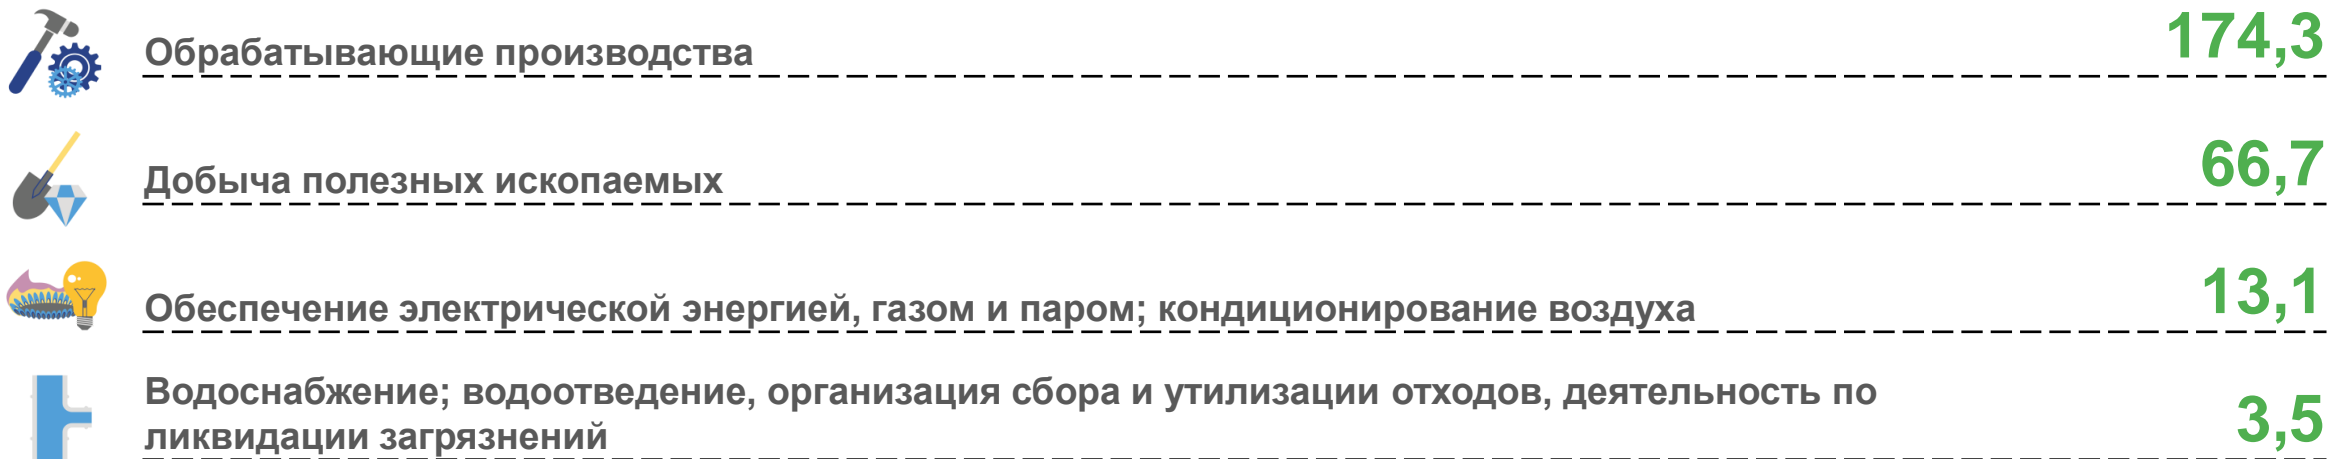 Обрабатывающие производства 174,3
Добыча полезных ископаемых 66,7
Обеспечение электрической энергией, газом и паром; кондиционирование воздуха 13,1
Водоснабжение; водоотведение, организация сбора и утилизации отходов, деятельность по
ликвидации загрязнений 3,5